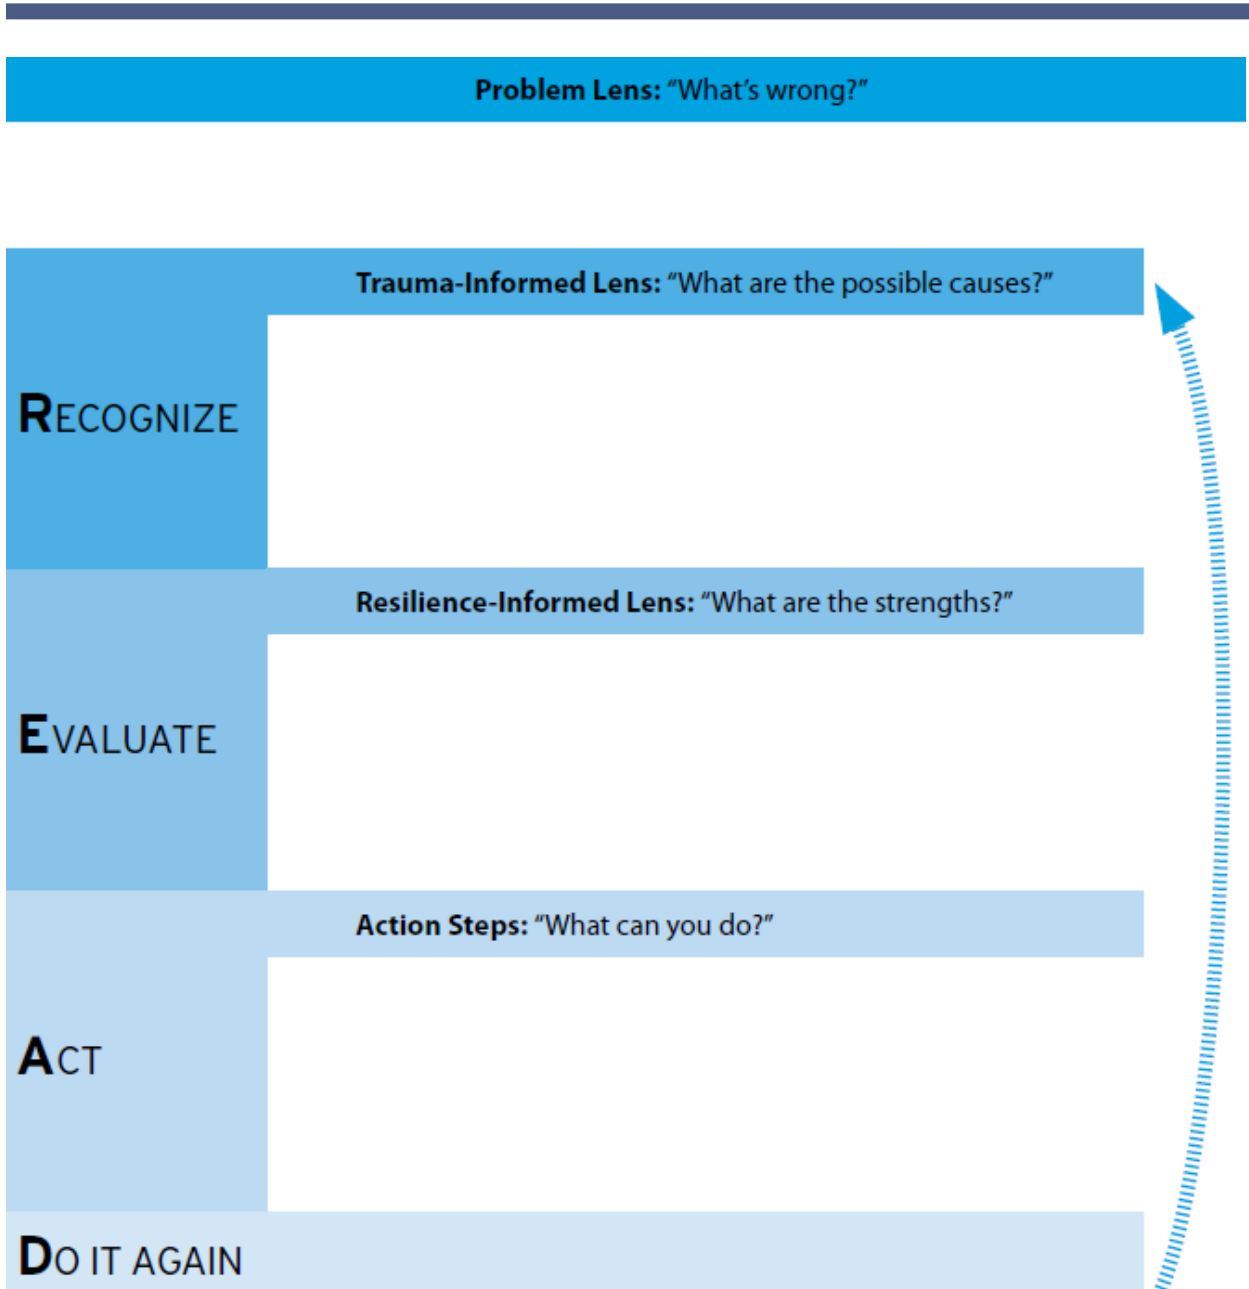 Problem Lens: “What’s wrong?”
Trauma-Informed Lens: “What are the possible causes?”
RECOGNIZE
Resilience-Informed Lens: “What are the strengths?”
EVALUATE
Action Steps: “What can you do?”
ACT
DO IT AGAIN